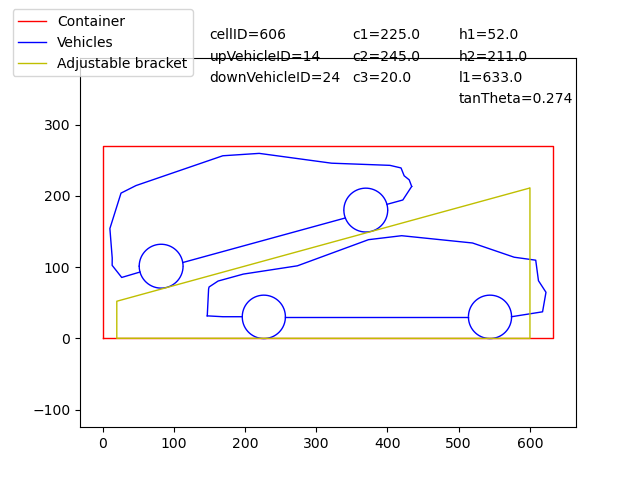 Container
Vehicles
Adjustable bracket
cellID=606 c1=225.0 h1=52.0
upVehicleID=14 c2=245.0 h2=211.0
downVehicleID=24 c3=20.0 l1=633.0
tanTheta=0.274
300
200
100
0
−100
0 100 200 300 400 500 600